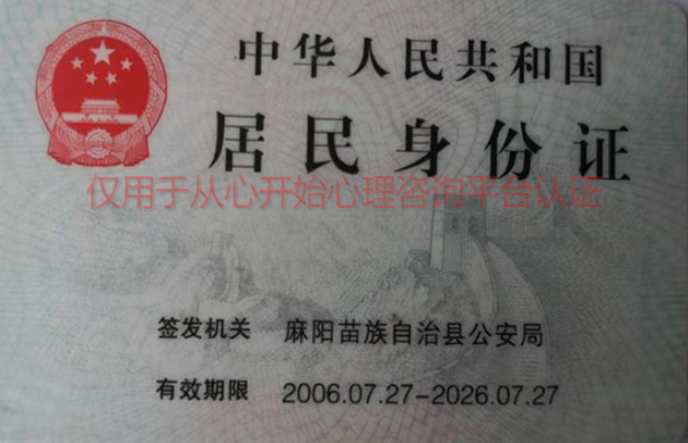 中华人民共和国
居民身份证
仅用于从心开始心理咨询平台认证
签发机关 麻阳苗族自治县公安局
有效期限 2006.07.27-2026.07.27